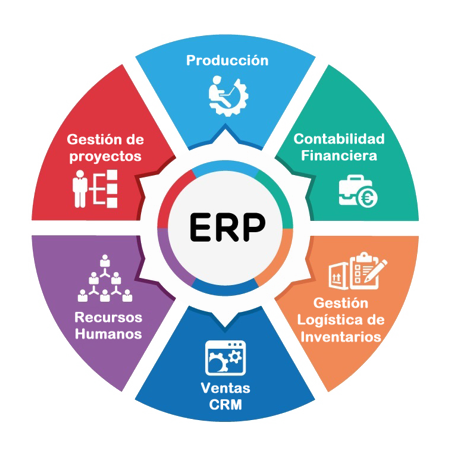 Producción
Gestión de
proyectos
Contabilidad
Financiera
ERP
Recursos
Humanos
Gestión
Logística de
Inventarios
Ventas
CRM